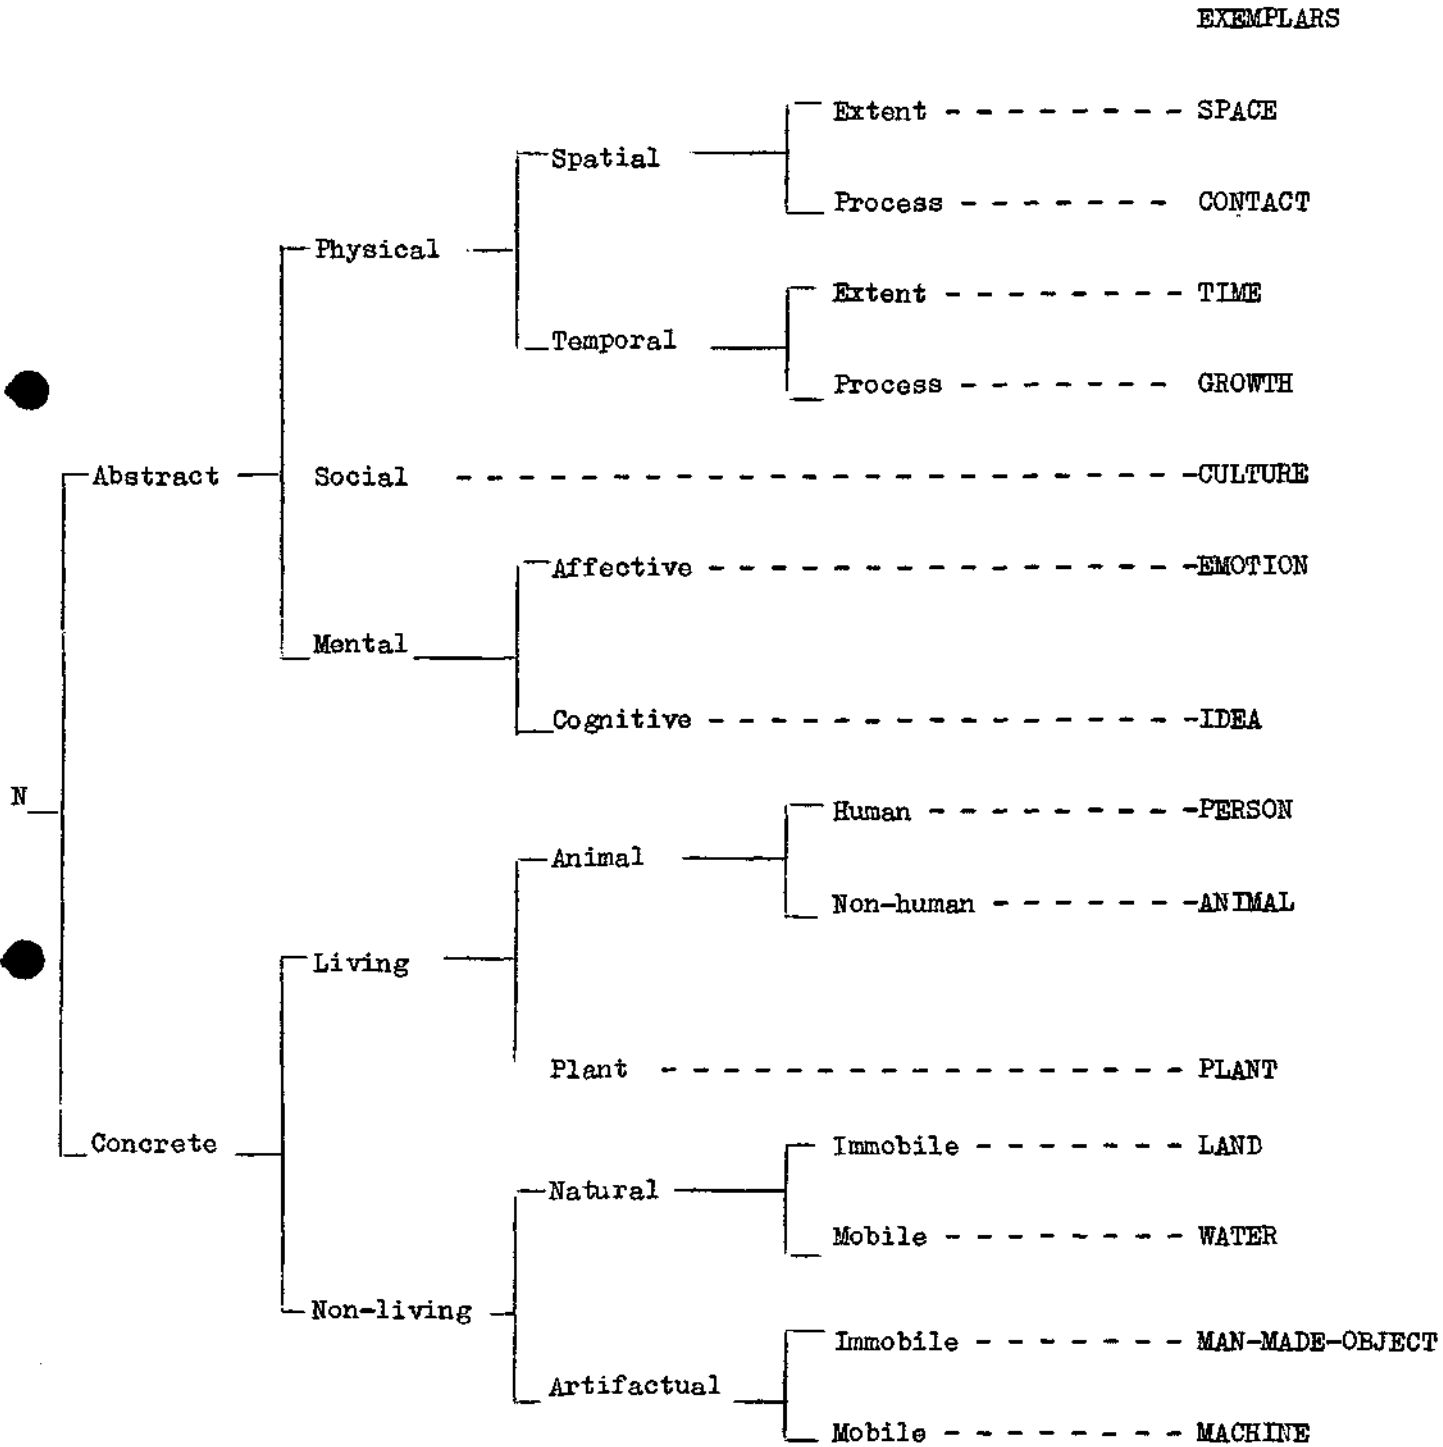 EXEMPLARS
Extent SPACE
Spatial
Process CONTACT
Physical
Extent TIME
Temporal
Process GROWTH
Abstract Social CULTURE
Affective EMOTION
Mental
Cognitive IDEA
N
Human PERSON
Animal
Non-human ANIMAL
Living
Plant PLANT
Concrete
Immobile LAND
Natural
Mobile WATER
Non-living
Immobile MAN-MADE-OBJECT
Artifactual
Mobile MACHINE